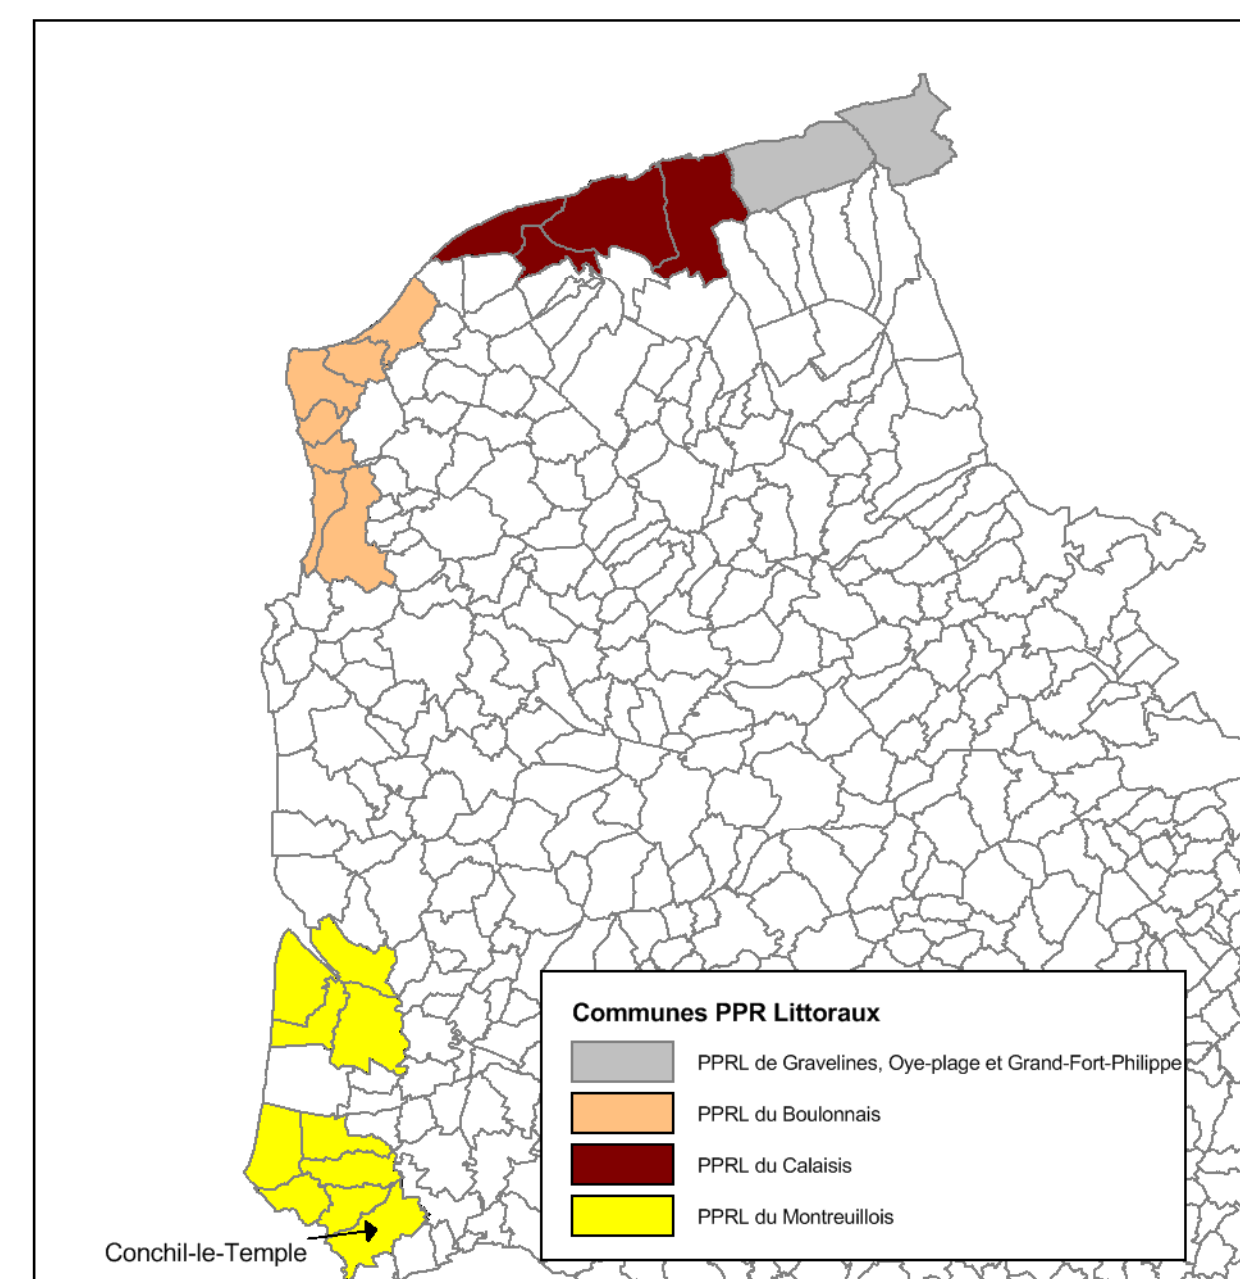 Communes PPR Littoraux
PPRL de Gravelines, Oye-plage et Grand-Fort-Philippe
PPRL du Boulonnais
PPRL du Calaisis
PPRL du Montreuillois
Conchil-le-Temple